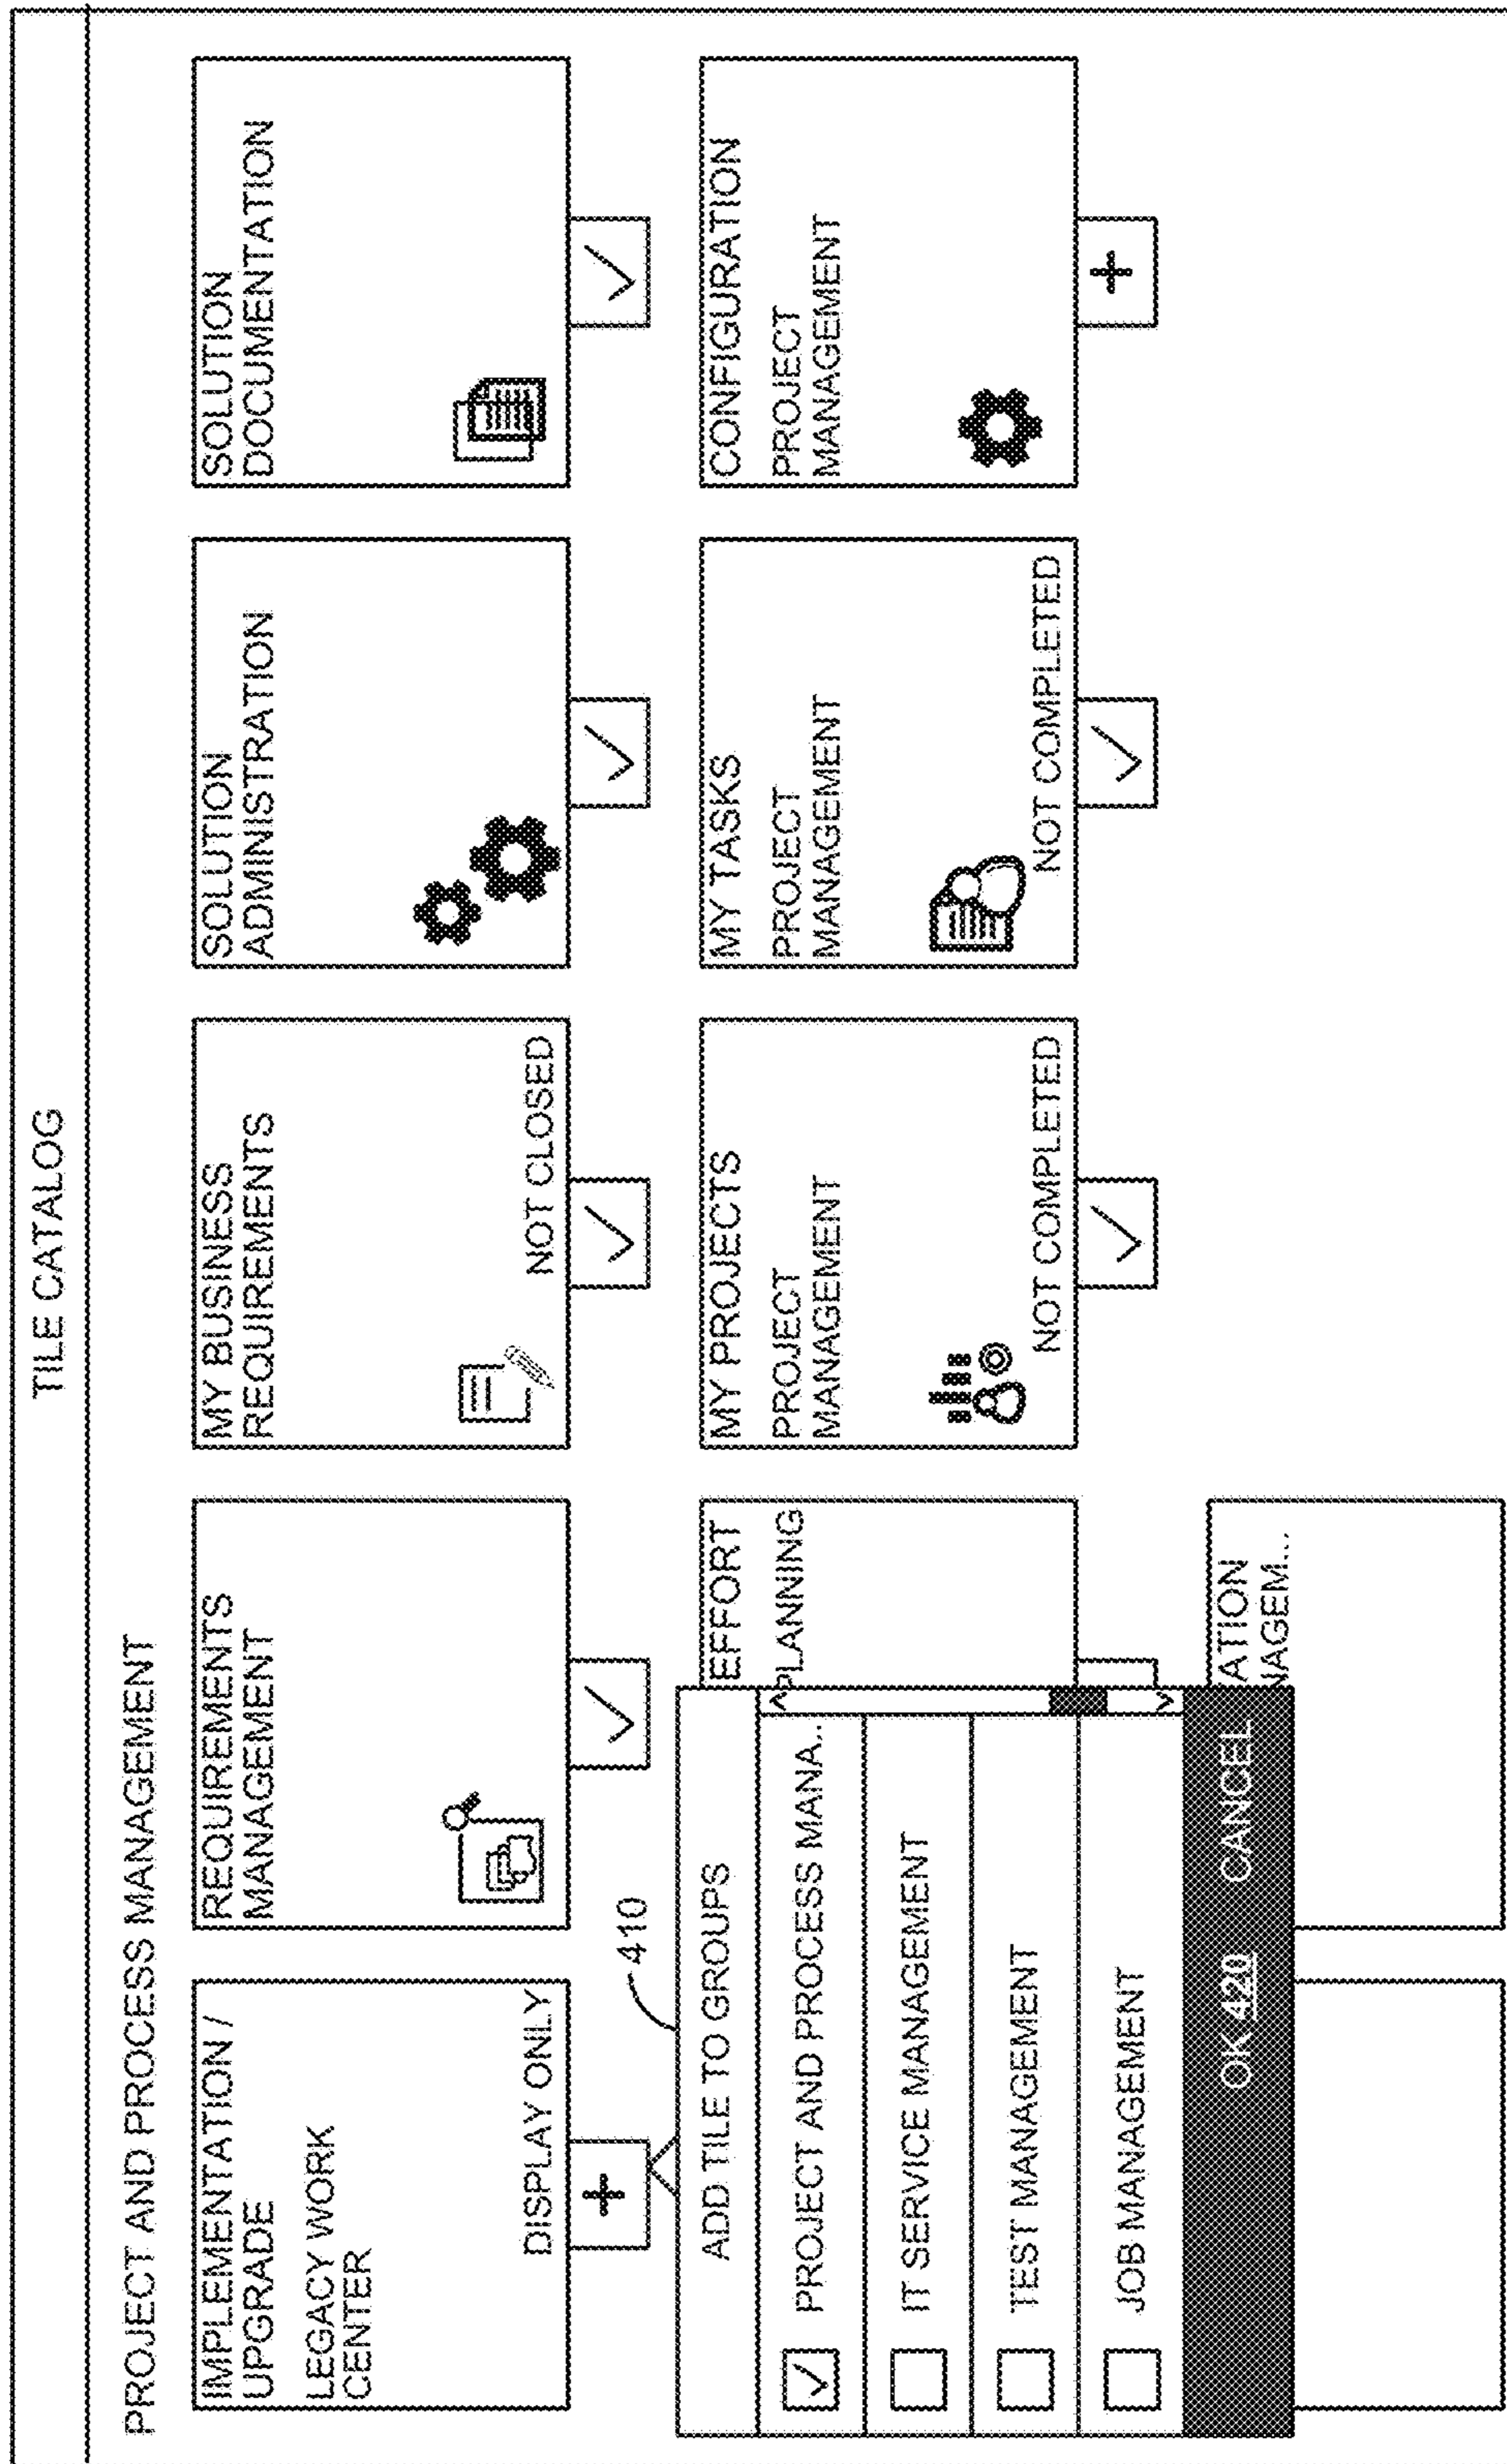 TILE CATALOG
PROJECT AND PROCESS MANAGEMENT
IMPLEMENTATION /
UPGRADE
LEGACY WORK
CENTER
DISPLAY ONLY
+
REQUIREMENTS
MANAGEMENT
MY BUSINESS
REQUIREMENTS
NOT CLOSED
SOLUTION
ADMINISTRATION
SOLUTION
DOCUMENTATION
410
ADD TILE TO GROUPS
PROJECT AND PROCESS MANA..
IT SERVICE MANAGEMENT
TEST MANAGEMENT
JOB MANAGEMENT
OK 420 CANCEL
EFFORT
PLANNING
MY PROJECTS
PROJECT
MANAGEMENT
NOT COMPLETED
MY TASKS
PROJECT
MANAGEMENT
NOT COMPLETED
CONFIGURATION
PROJECT
MANAGEMENT
+
ATION
NAGEM...